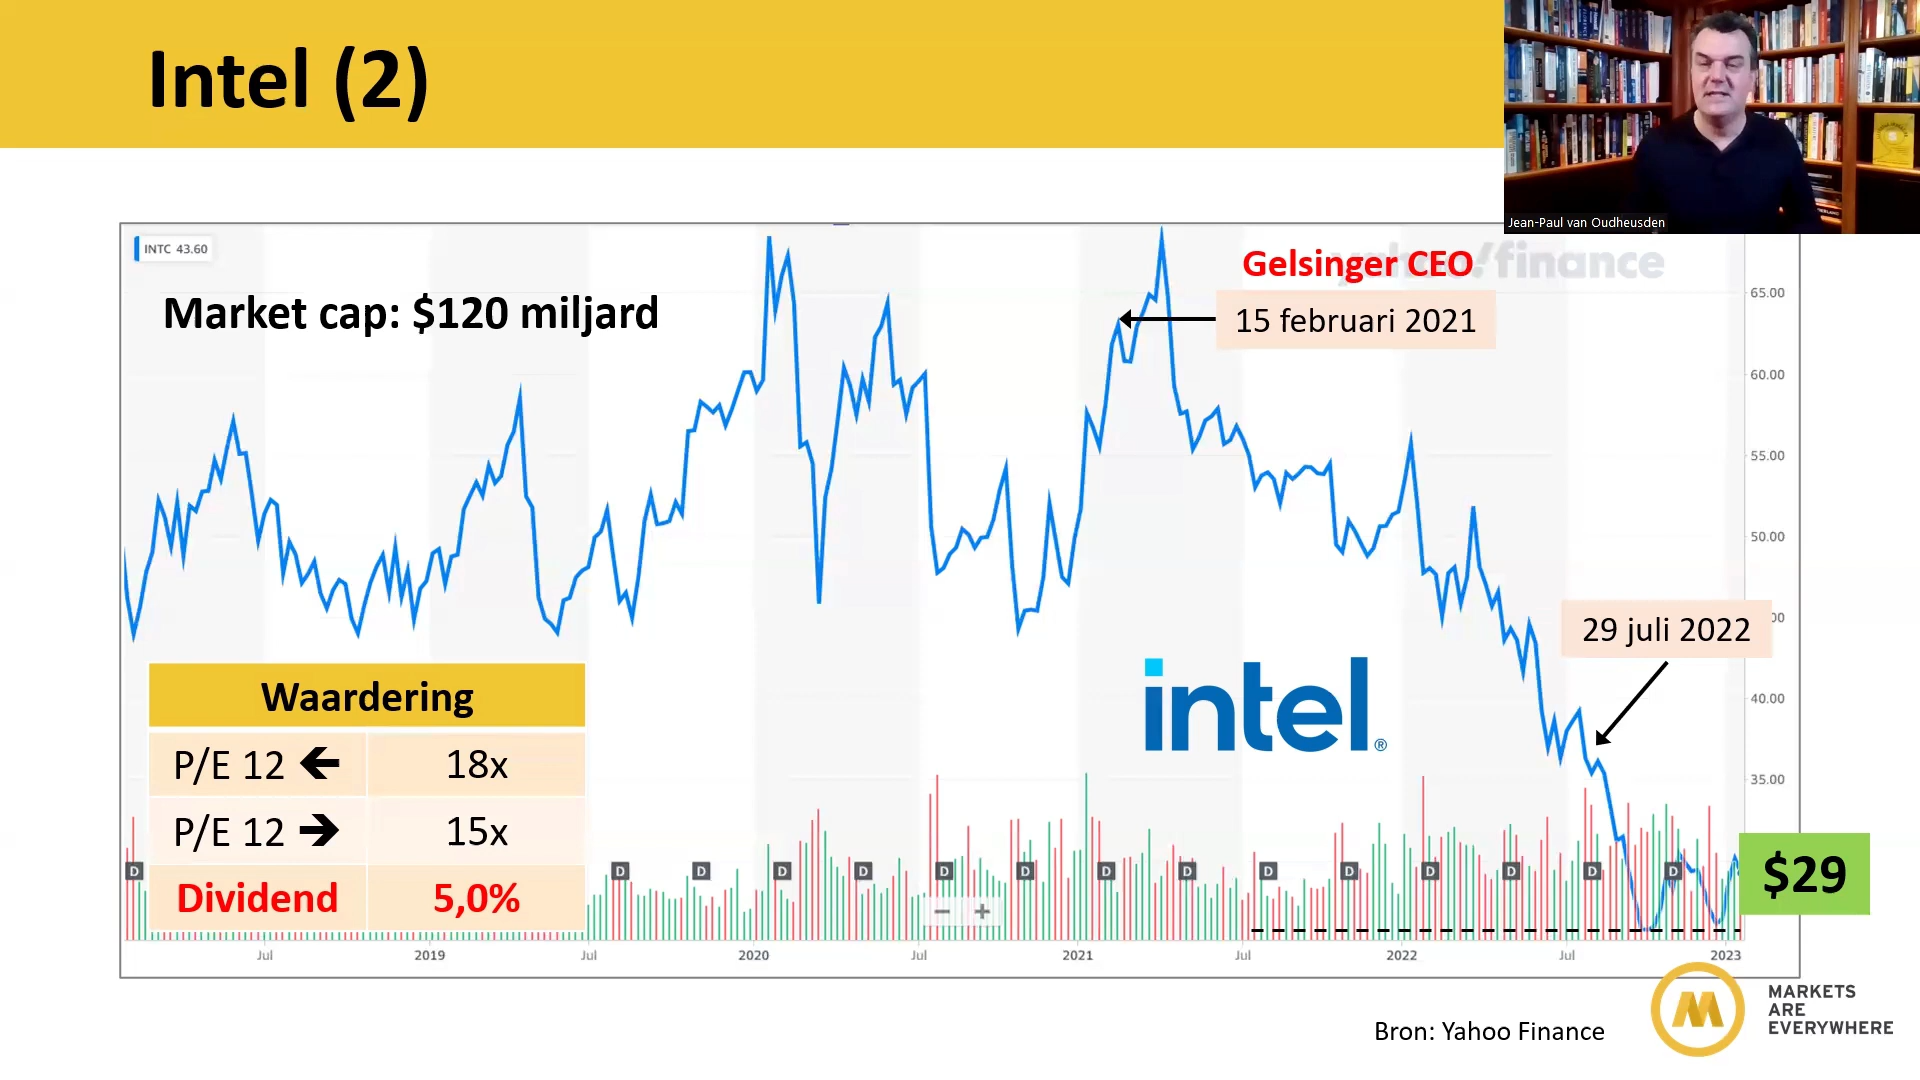 Intel (2)
Jean-Paul van Oudheusden
INTC 43.60
Market cap: $120 miljard
Gelsinger CEO
yahoo!finance
15 februari 2021
65.00
60.00
55.00
50.00
29 juli 2022
40.00
35.00
intel®
Waardering
P/E 12 🡸 18x
P/E 12 🡺 15x
Dividend 5,0%
D D D D D D D D D D D D D D D
$29
− +
Jul 2019 Jul 2020 Jul 2021 Jul 2022 Jul 2023
MARKETS
ARE
EVERYWHERE
Bron: Yahoo Finance